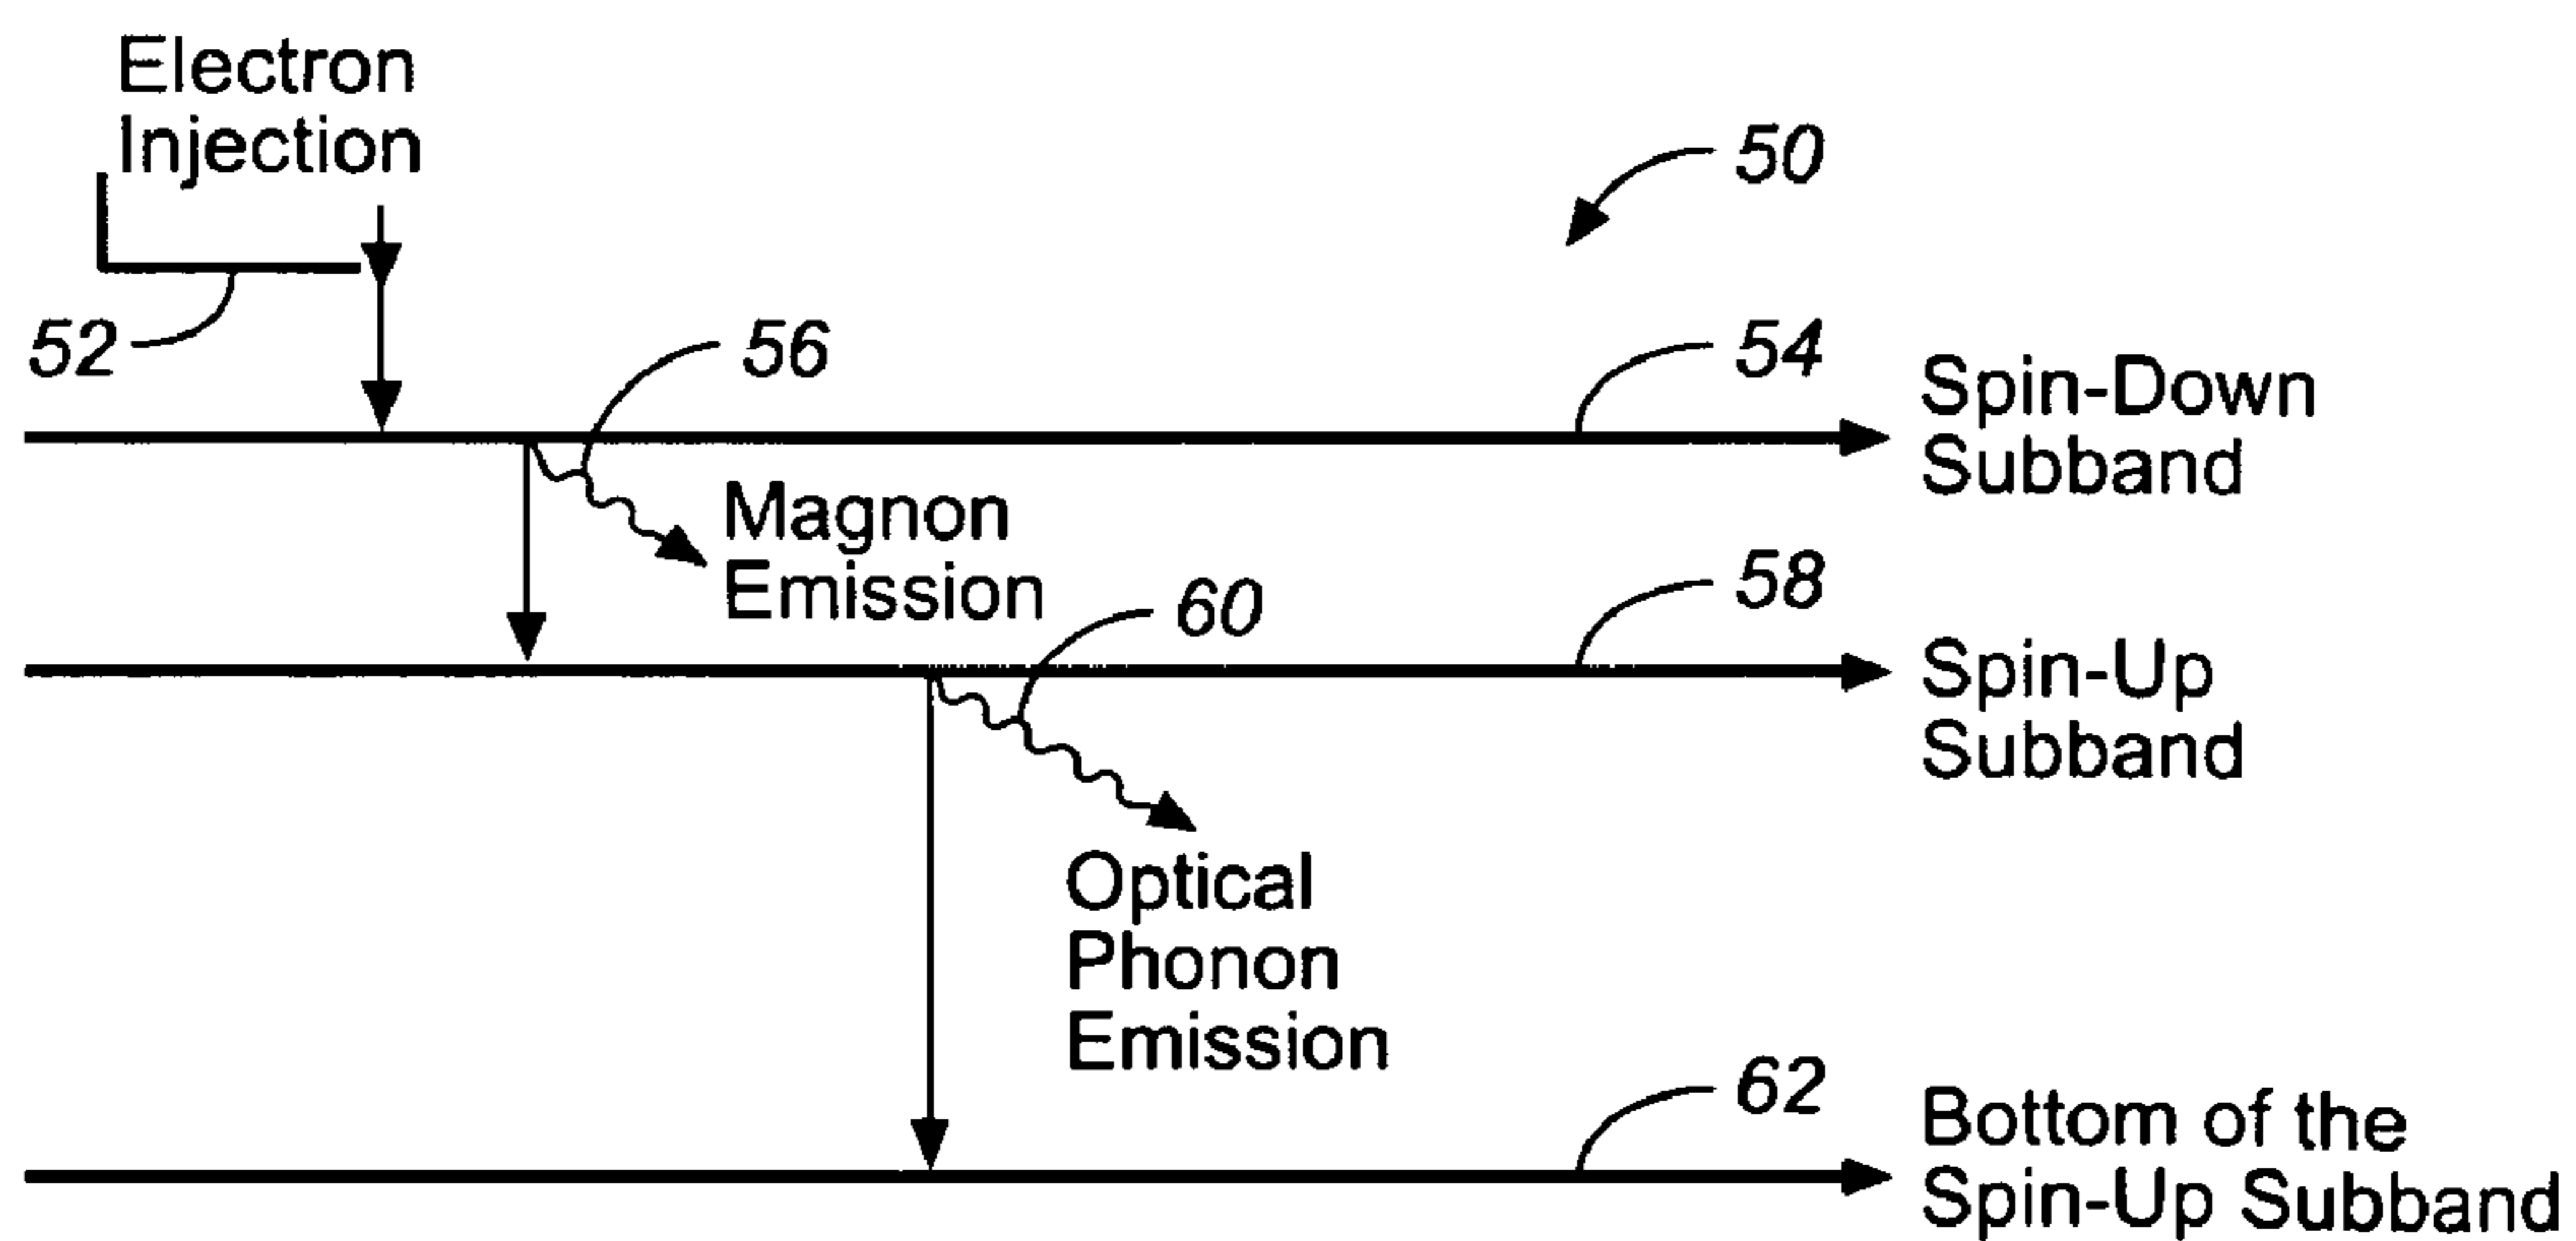 Electron
Injection
50
52
56
54
Spin-Down
Subband
Magnon
Emission
60
58
Spin-Up
Subband
Optical
Phonon
Emission
62
Bottom of the
Spin-Up Subband